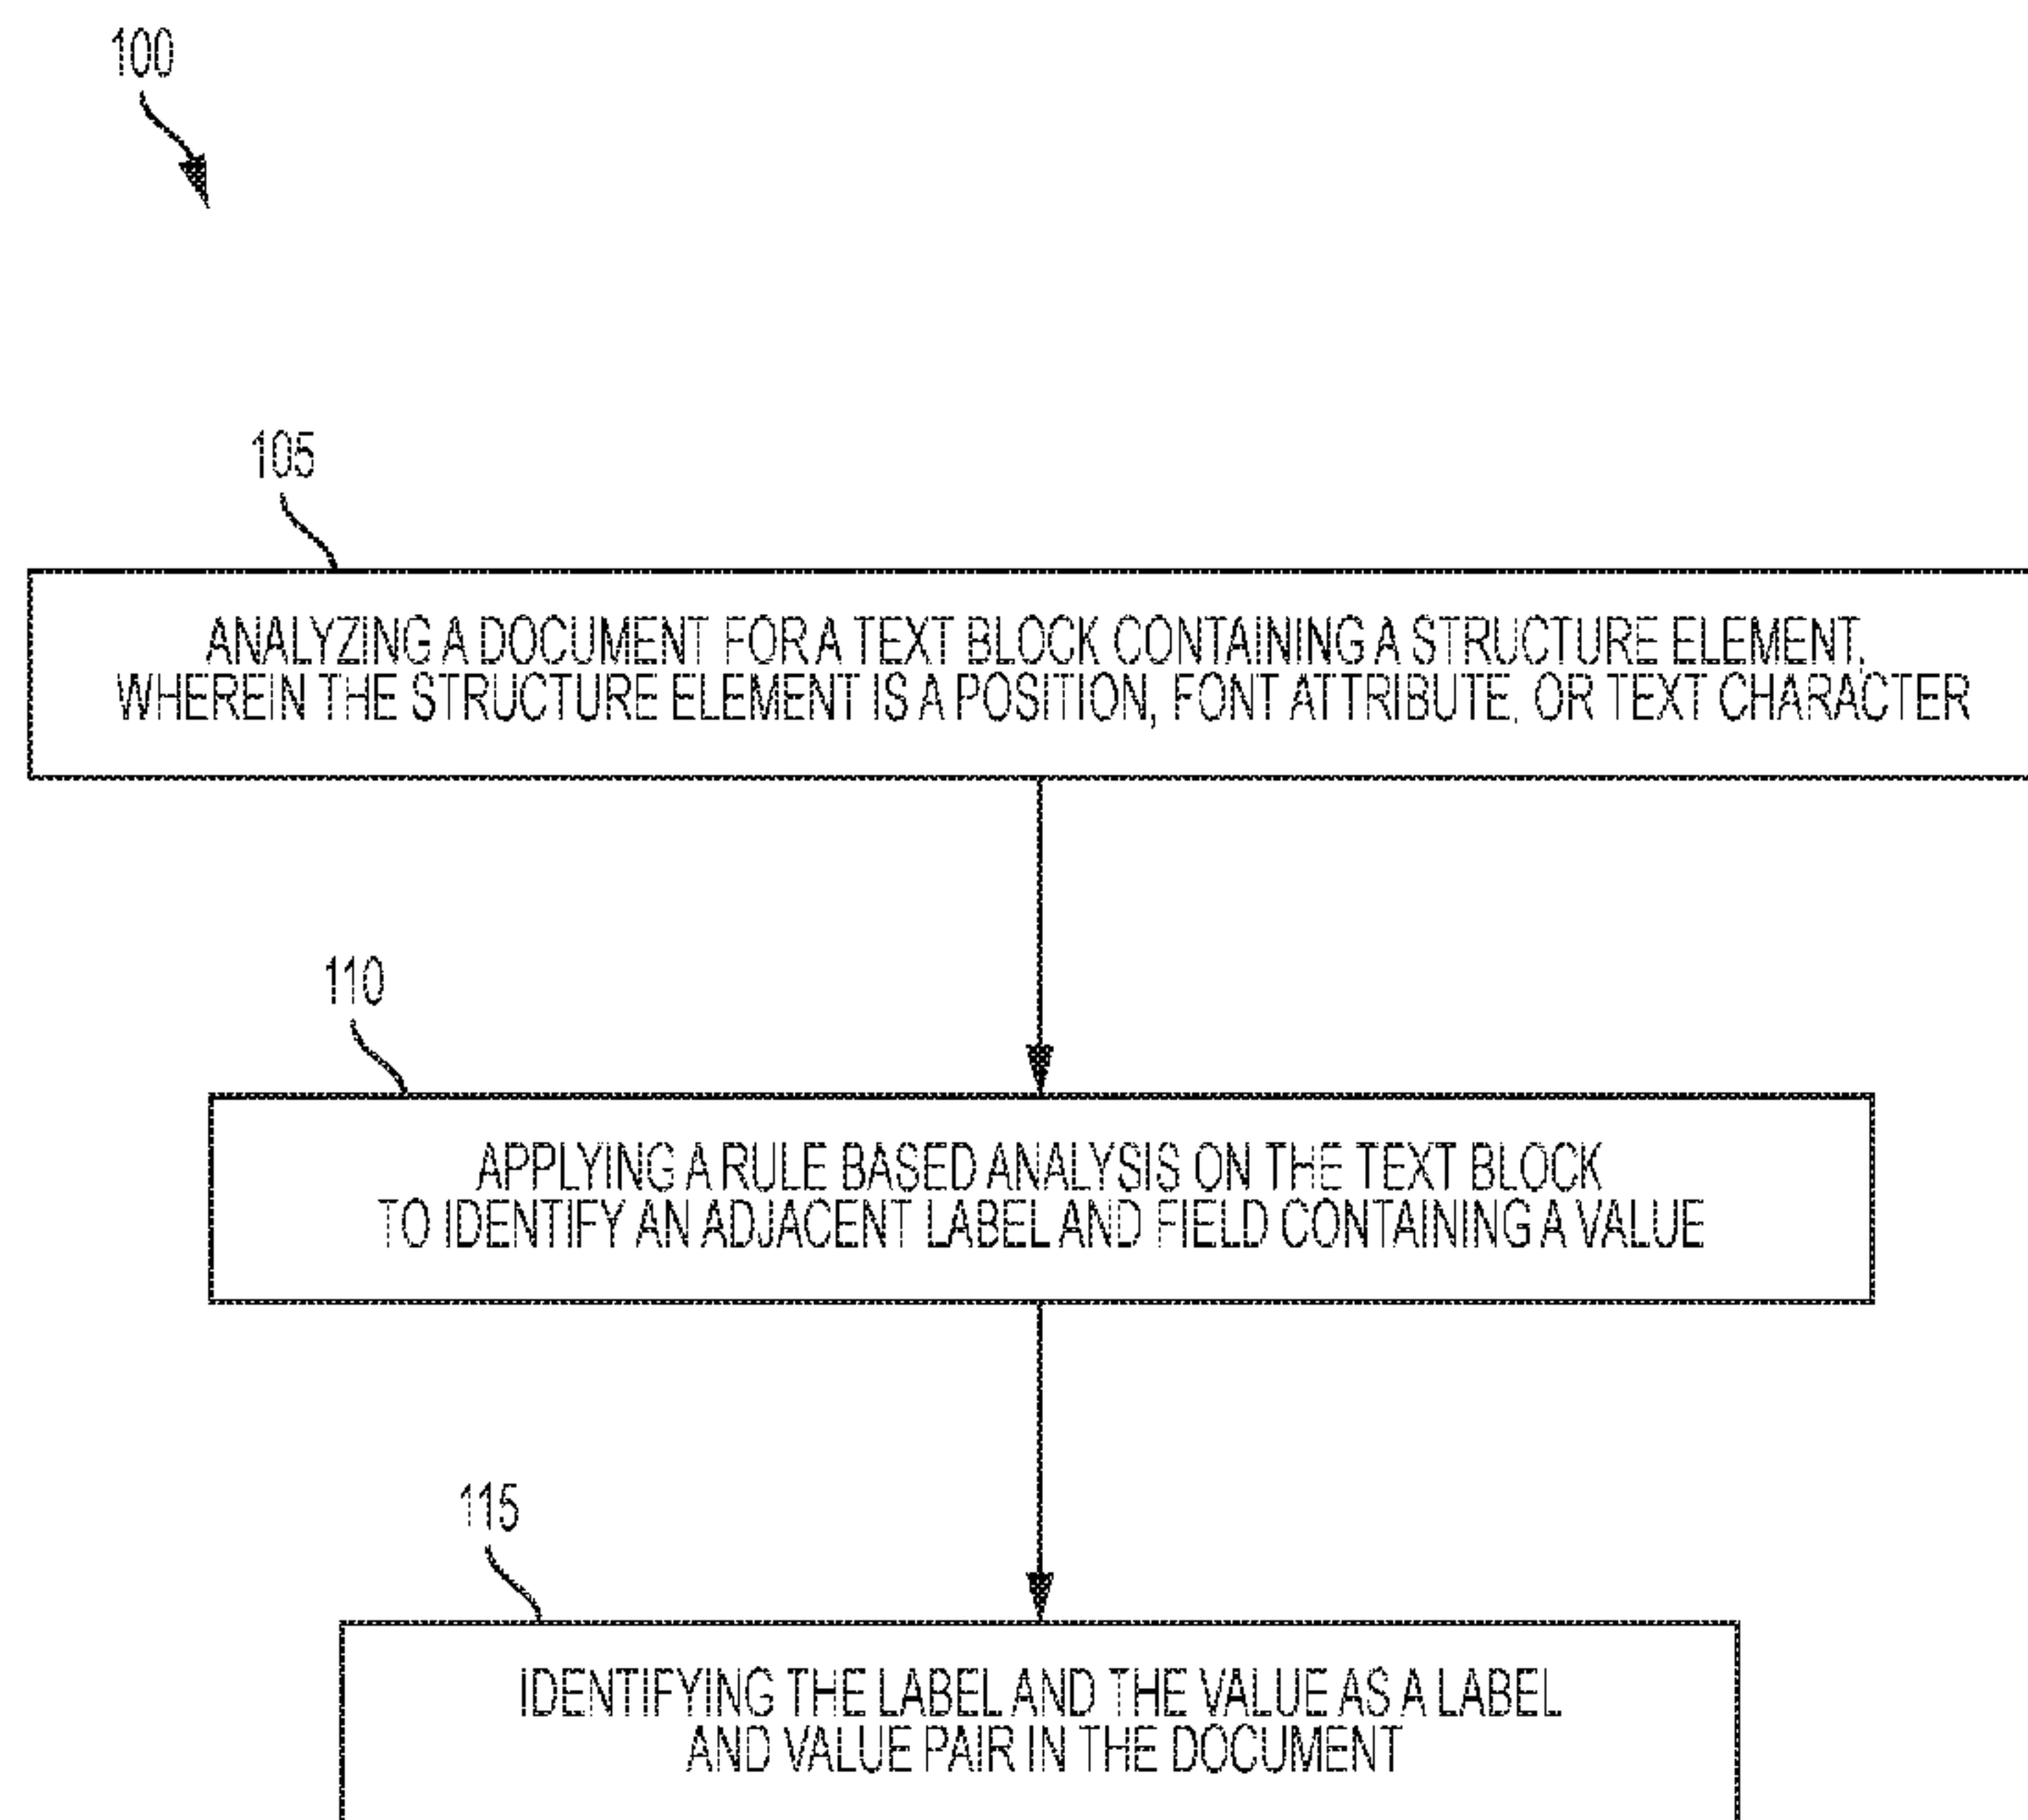 100
105
ANALYZING A DOCUMENT FOR A TEXT BLOCK CONTAINING A STRUCTURE ELEMENT,
WHEREIN THE STRUCTURE ELEMENT IS A POSITION, FONT ATTRIBUTE, OR TEXT CHARACTER
110
APPLYING A RULE BASED ANALYSIS ON THE TEXT BLOCK
TO IDENTIFY AN ADJACENT LABEL AND FIELD CONTAINING A VALUE
115
IDENTIFYING THE LABEL AND THE VALUE AS A LABEL
AND VALUE PAIR IN THE DOCUMENT